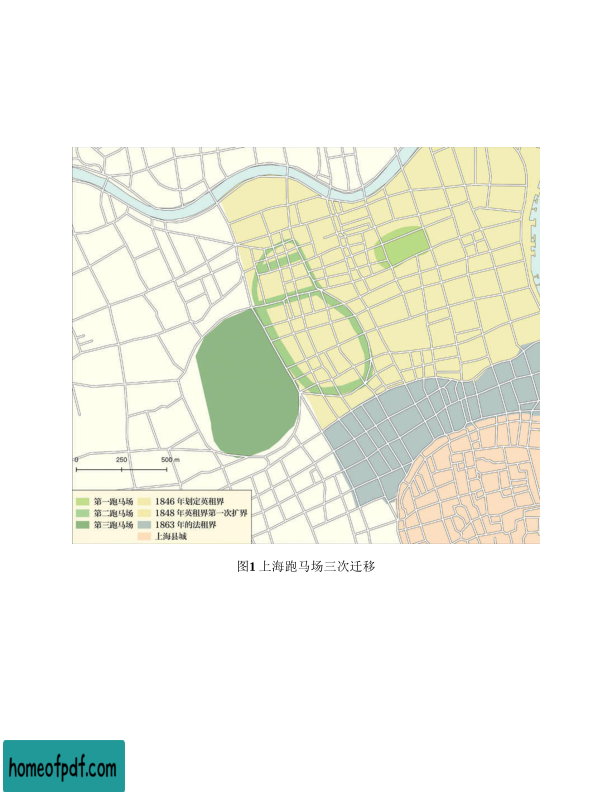 0 250 500 m
第一跑马场 1846 年划定英租界
第二跑马场 1848 年英租界第一次扩界
第三跑马场 1863 年的法租界
上海县城
图1 上海跑马场三次迁移
homeofpdf.com